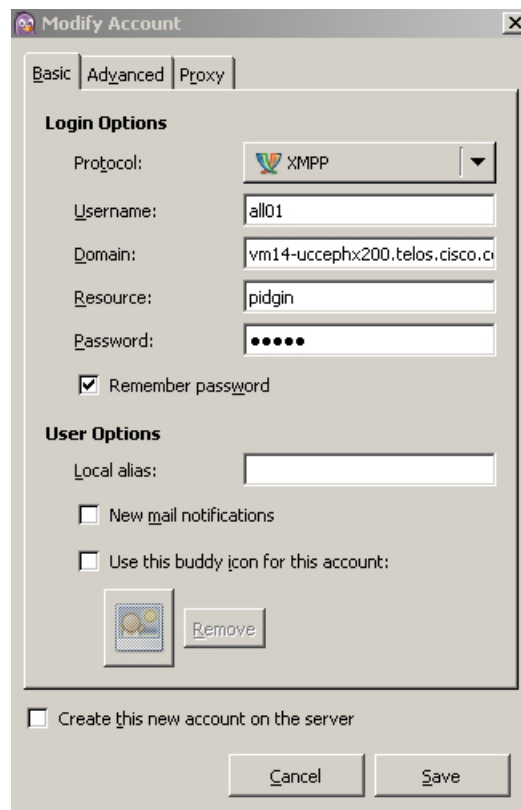 Modify Account
Basic Advanced Proxy
Login Options
Protocol: XMPP
Username: all01
Domain: vm14-uccephx200.telos.cisco.c
Resource: pidgin
Password: ●●●●●
Remember password
User Options
Local alias:
New mail notifications
Use this buddy icon for this account:
Remove
Create this new account on the server
Cancel Save